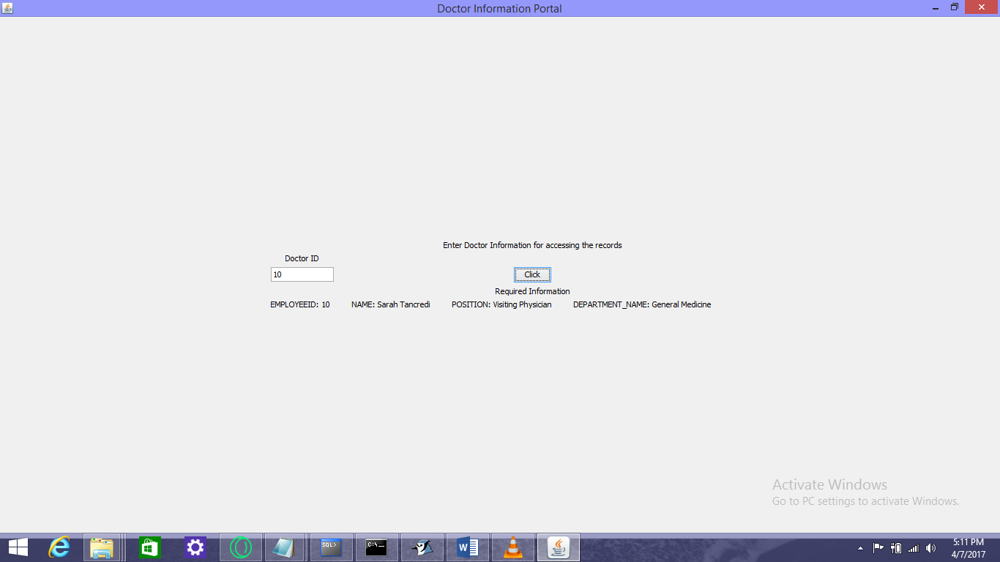 Doctor Information Portal
Enter Doctor Information for accessing the records
Doctor ID
10
Click
Required Information
EMPLOYEEID: 10 NAME: Sarah Tancredi POSITION: Visiting Physician DEPARTMENT_NAME: General Medicine
Activate Windows
Go to PC settings to activate Windows.
SQL>
C:\_
W
5:11 PM
4/7/2017